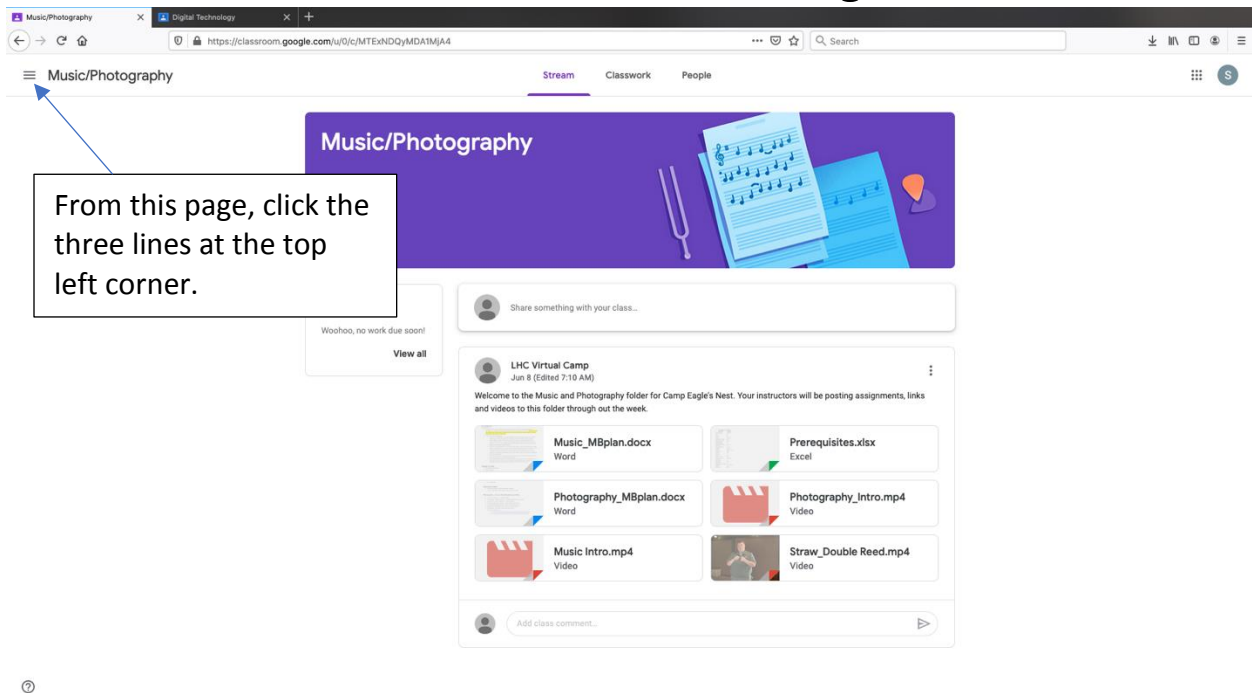 Music/Photography
Digital Technology
https://classroom.google.com/u/0/c/MTExNDQyMDA1MjA4
Search
Music/Photography
Stream Classwork People
S
Music/Photography
From this page, click the
three lines at the top
left corner.
Woohoo, no work due soon!
View all
Share something with your class...
LHC Virtual Camp
Jun 8 (Edited 7:10 AM)
Welcome to the Music and Photography folder for Camp Eagle's Nest. Your instructors will be posting assignments, links
and videos to this folder through out the week.
Music_MBplan.docx
Word
Prerequisites.xlsx
Excel
Photography_MBplan.docx
Word
Photography_Intro.mp4
Video
Music Intro.mp4
Video
Straw_Double Reed.mp4
Video
Add class comment...